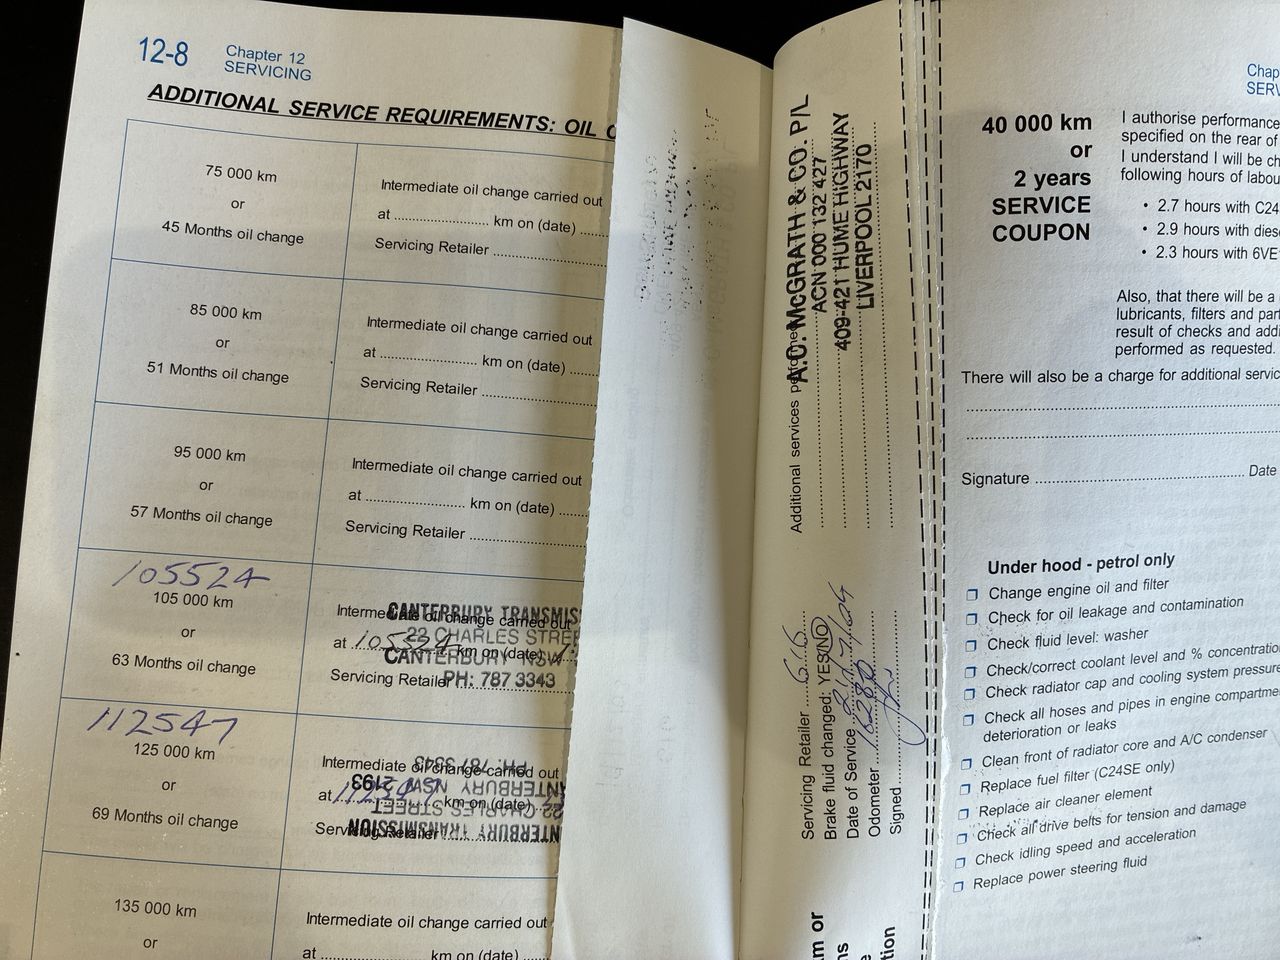 12-8
Chapter 12
SERVICING
ADDITIONAL SERVICE REQUIREMENTS: OIL C
75 000 km
or
45 Months oil change
Intermediate oil change carried out
at .................... km on (date) .....
Servicing Retailer .........................
85 000 km
or
51 Months oil change
Intermediate oil change carried out
at .................... km on (date) .....
Servicing Retailer .........................
95 000 km
or
57 Months oil change
Intermediate oil change carried out
at .................... km on (date) .....
Servicing Retailer .........................
105524
105 000 km
or
63 Months oil change
Intermediate oil change carried out
at 105524 km on (date)
Servicing Retailer
CANTERBURY TRANSMIS
22 CHARLES STREE
CANTERBURY NSW
PH: 787 3343
112547
125 000 km
or
69 Months oil change
Intermediate oil change carried out
at 112547 km on (date)
Servicing Retailer
NTERBURY TRANSMISSION
22 CHARLES STREET
ANTERBURY NSW 2193
PH: 787 3343
135 000 km
or
Intermediate oil change carried out
at .................... km on (date) .....
A.C. McGRATH & CO. P/L
ACN 000 132 427
409-421 HUME HIGHWAY
LIVERPOOL 2170
Additional services performed
Servicing Retailer
Brake fluid changed: YES/NO
Date of Service
Odometer
Signed
m or
ns
e
tion
Chap
SERV
40 000 km
or
2 years
SERVICE
COUPON
I authorise performance
specified on the rear of
I understand I will be ch
following hours of labou
• 2.7 hours with C24
• 2.9 hours with dies
• 2.3 hours with 6VE
Also, that there will be a
lubricants, filters and par
result of checks and addi
performed as requested.
There will also be a charge for additional servic
Signature .................... Date
Under hood - petrol only
❒ Change engine oil and filter
❒ Check for oil leakage and contamination
❒ Check fluid level: washer
❒ Check/correct coolant level and % concentratio
❒ Check radiator cap and cooling system pressure
❒ Check all hoses and pipes in engine compartme
deterioration or leaks
❒ Clean front of radiator core and A/C condenser
❒ Replace fuel filter (C24SE only)
❒ Replace air cleaner element
❒ Check all drive belts for tension and damage
❒ Check idling speed and acceleration
❒ Replace power steering fluid